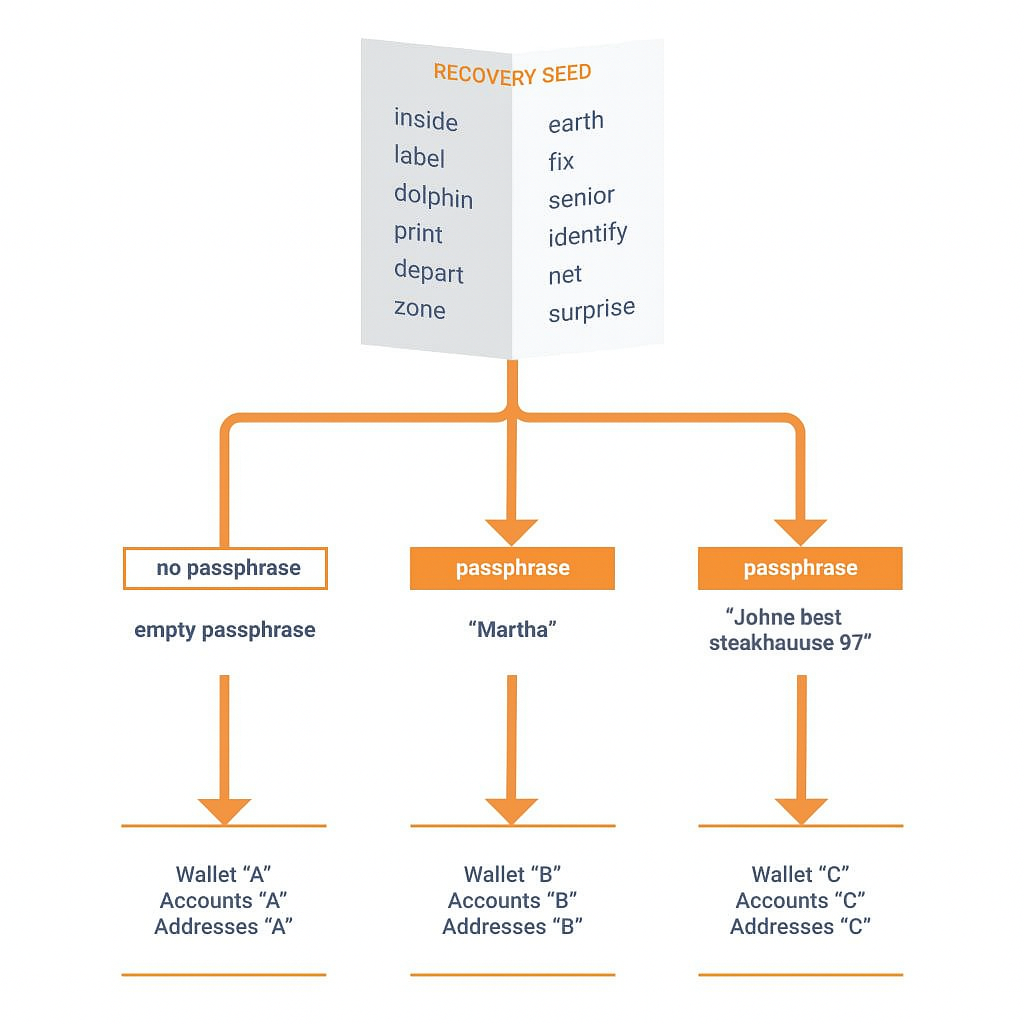 RECOVERY SEED
inside
label
dolphin
print
depart
zone
earth
fix
senior
identify
net
surprise
no passphrase
empty passphrase
passphrase
“Martha”
passphrase
“Johne best
steakhauuse 97”
Wallet “A”
Accounts “A”
Addresses “A”
Wallet “B”
Accounts “B”
Addresses “B”
Wallet “C”
Accounts “C”
Addresses “C”